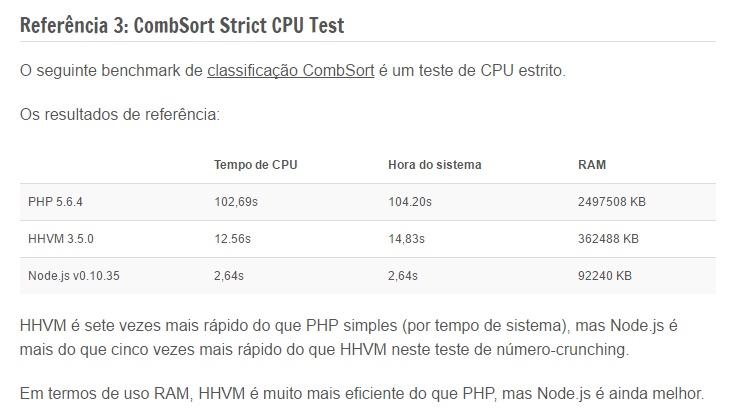 Referência 3: CombSort Strict CPU Test
O seguinte benchmark de classificação CombSort é um teste de CPU estrito.
Os resultados de referência:
Tempo de CPU Hora do sistema RAM
PHP 5.6.4 102,69s 104.20s 2497508 KB
HHVM 3.5.0 12.56s 14,83s 362488 KB
Node.js v0.10.35 2,64s 2,64s 92240 KB
HHVM é sete vezes mais rápido do que PHP simples (por tempo de sistema), mas Node.js é
mais do que cinco vezes mais rápido do que HHVM neste teste de número-crunching.
Em termos de uso RAM, HHVM é muito mais eficiente do que PHP, mas Node.js é ainda melhor.